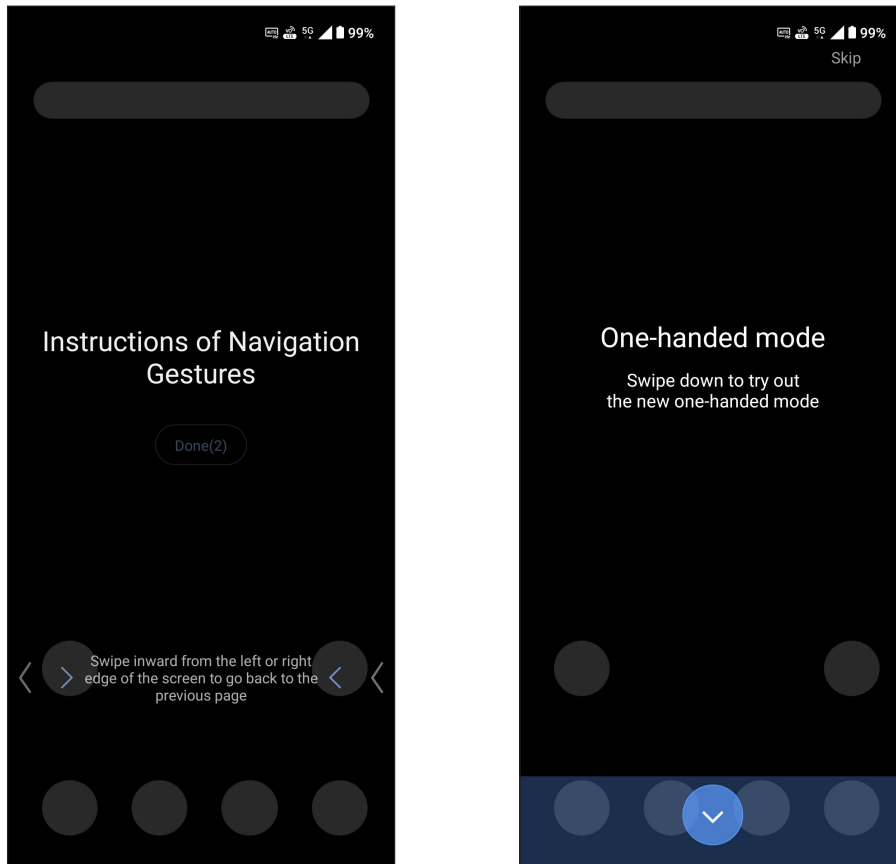 5G 99%
Instructions of Navigation
Gestures
Done(2)
Swipe inward from the left or right
edge of the screen to go back to the
previous page
5G 99%
Skip
One-handed mode
Swipe down to try out
the new one-handed mode